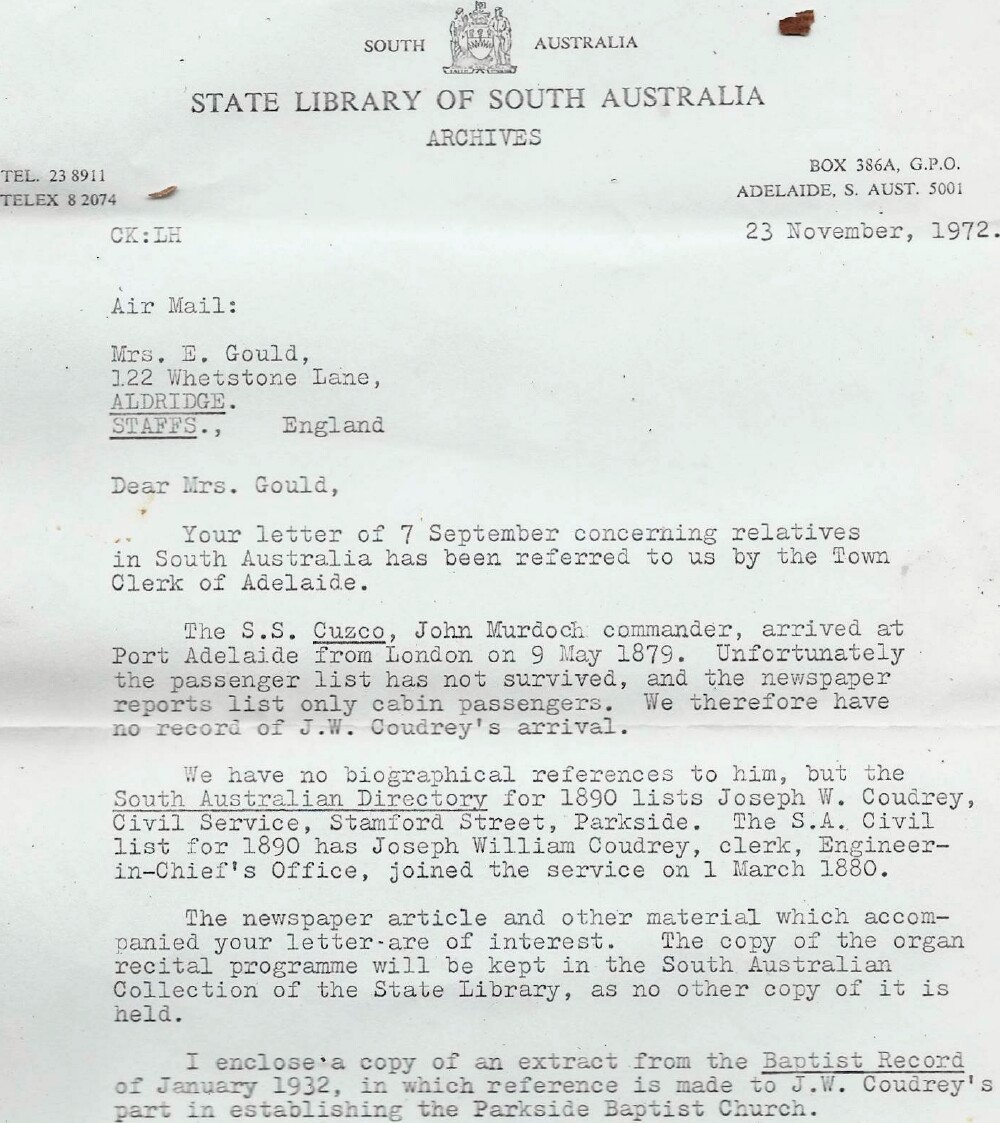 SOUTH AUSTRALIA
STATE LIBRARY OF SOUTH AUSTRALIA
ARCHIVES
TEL. 23 8911
TELEX 8 2074
BOX 386A, G.P.O.
ADELAIDE, S. AUST. 5001
CK:LH
23 November, 1972.
Air Mail:
Mrs. E. Gould,
122 Whetstone Lane,
ALDRIDGE.
STAFFS., England
Dear Mrs. Gould,
Your letter of 7 September concerning relatives
in South Australia has been referred to us by the Town
Clerk of Adelaide.
The S.S. Cuzco, John Murdoch commander, arrived at
Port Adelaide from London on 9 May 1879. Unfortunately
the passenger list has not survived, and the newspaper
reports list only cabin passengers. We therefore have
no record of J.W. Coudrey's arrival.
We have no biographical references to him, but the
South Australian Directory for 1890 lists Joseph W. Coudrey,
Civil Service, Stamford Street, Parkside. The S.A. Civil
list for 1890 has Joseph William Coudrey, clerk, Engineer-
in-Chief's Office, joined the service on 1 March 1880.
The newspaper article and other material which accom-
panied your letter are of interest. The copy of the organ
recital programme will be kept in the South Australian
Collection of the State Library, as no other copy of it is
held.
I enclose a copy of an extract from the Baptist Record
of January 1932, in which reference is made to J.W. Coudrey's
part in establishing the Parkside Baptist Church.